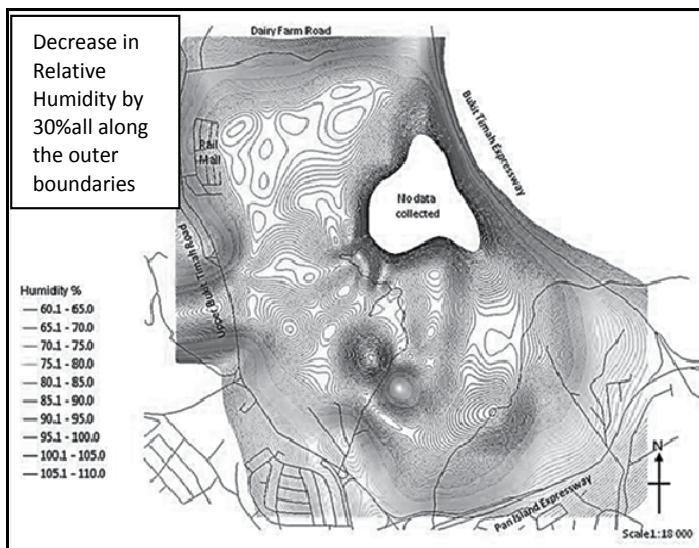 Decrease in
Relative
Humidity by
30%all along
the outer
boundaries
Dairy Farm Road
Bukit Timah Expressway
Rail
Mall
No data
collected
Upper Bukit Timah Road
Humidity %
60.1 - 65.0
65.1 - 70.0
70.1 - 75.0
75.1 - 80.0
80.1 - 85.0
85.1 - 90.0
90.1 - 95.0
95.1 - 100.0
100.1 - 105.0
105.1 - 110.0
N
Pan Island Expressway
Scale1:18 000